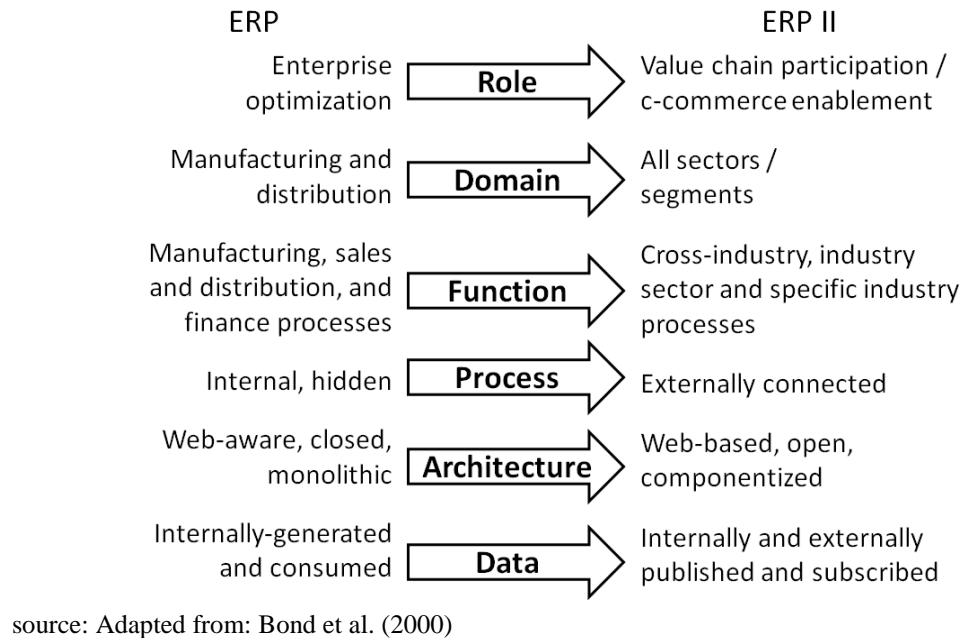 ERP
ERP II
Enterprise
optimization
Role
Value chain participation /
c-commerce enablement
Manufacturing and
distribution
Domain
All sectors /
segments
Manufacturing, sales
and distribution, and
finance processes
Function
Cross-industry, industry
sector and specific industry
processes
Internal, hidden
Process
Externally connected
Web-aware, closed,
monolithic
Architecture
Web-based, open,
componentized
Internally-generated
and consumed
Data
Internally and externally
published and subscribed
source: Adapted from: Bond et al. (2000)